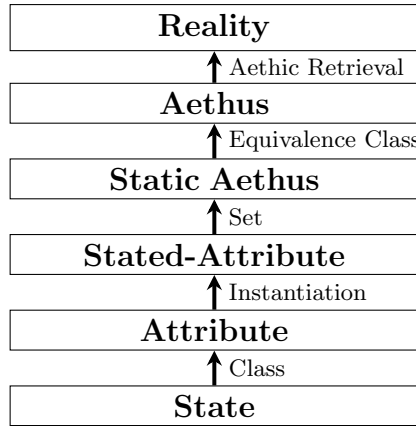 Reality
Aethic Retrieval
Aethus
Equivalence Class
Static Aethus
Set
Stated-Attribute
Instantiation
Attribute
Class
State